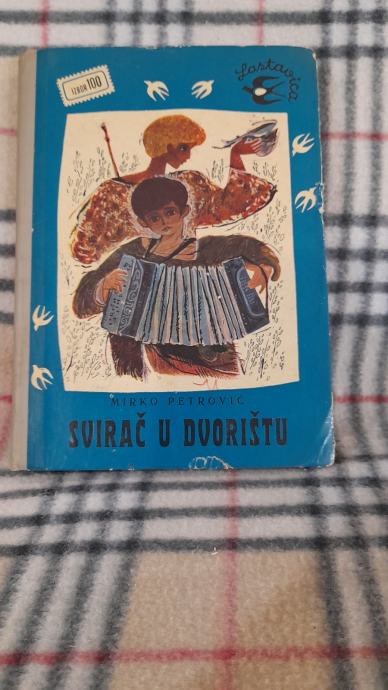 IZBOR 100
Lastavica
MIRKO PETROVIĆ
SVIRAČ U DVORIŠTU